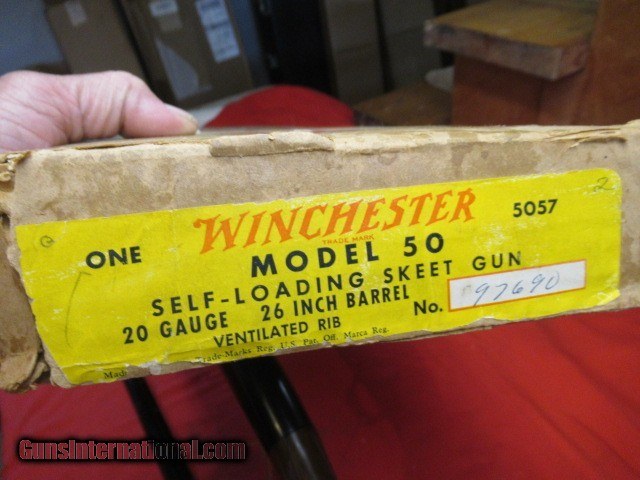 WINCHESTER
TRADE MARK
5057
2
ONE
MODEL 50
SELF-LOADING SKEET GUN
20 GAUGE 26 INCH BARREL
No. 97690
VENTILATED RIB
Trade-Marks Reg. U.S. Pat. Off. Marca Reg.
GunsInternational.com